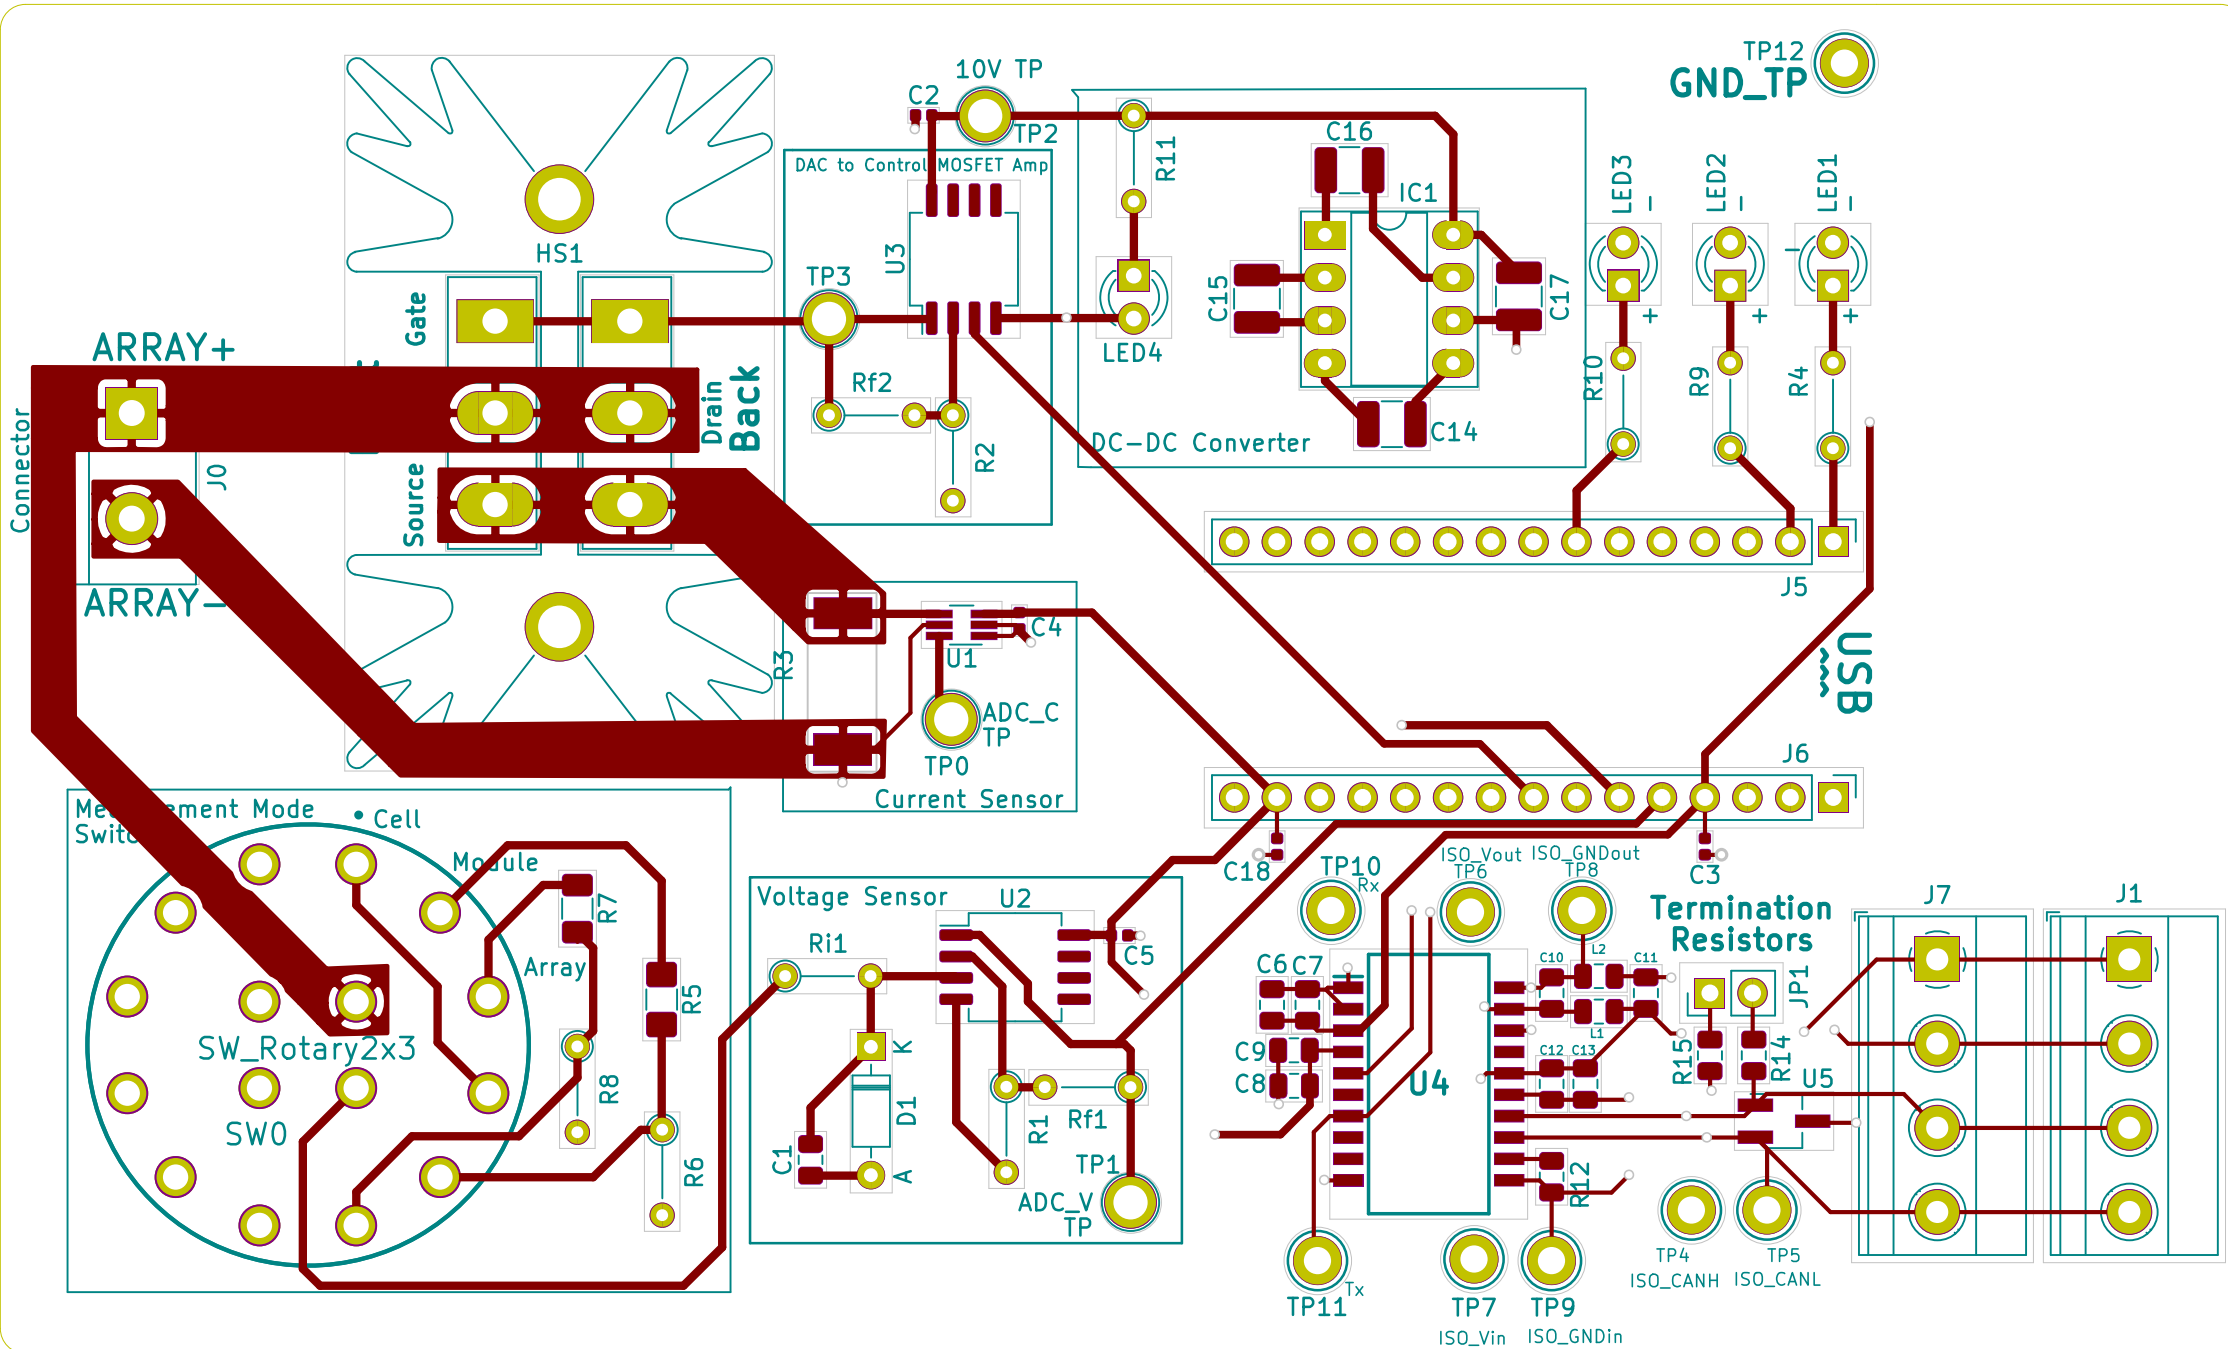 TP12
GND_TP
10V TP
C2
TP2
DAC to Control MOSFET Amp
R11
C16
IC1
LED3
-
LED2
-
LED1
-
-
HS1
U3
TP3
C15
C17
+
+
+
Gate
ARRAY+
LED4
Rf2
R10
R9
R4
Drain
Back
Connector
J0
Source
R2
DC-DC Converter
C14
ARRAY-
J5
C4
U1
R3
USB
ADC_C
TP
TP0
J6
Current Sensor
Cell
Module
R7
Array
R5
SW_Rotary2x3
SW0
R8
R6
Voltage Sensor
U2
Ri1
C5
K
D1
A
C1
R1
Rf1
TP1
ADC_V
TP
C18
C3
TP10
Rx
ISO_Vout
TP6
ISO_GNDout
TP8
Termination
Resistors
J7
J1
C6
C7
C10
L2
C11
L1
JP1
C9
C8
U4
C12
C13
R15
R14
U5
R12
TP11
Tx
TP7
ISO_Vin
TP9
ISO_GNDin
TP4
ISO_CANH
TP5
ISO_CANL